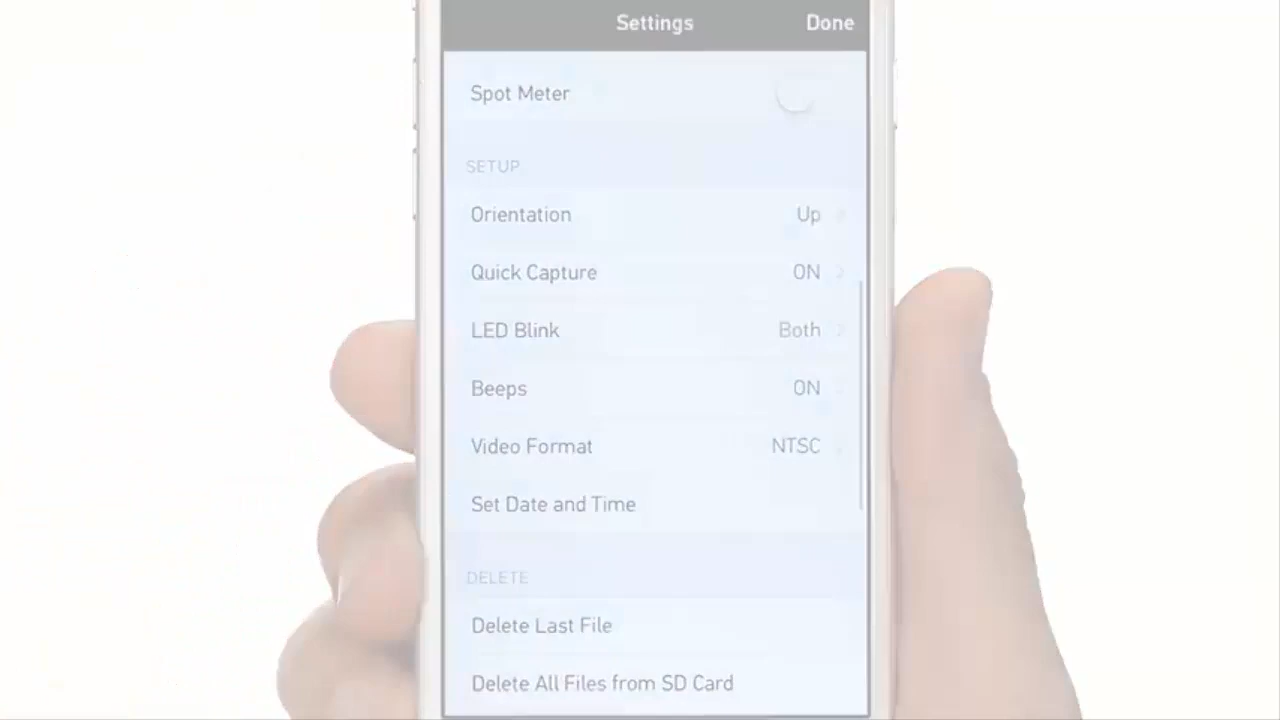 Settings Done
Spot Meter
SETUP
Orientation Up
Quick Capture ON
LED Blink Both
Beeps ON
Video Format NTSC
Set Date and Time
DELETE
Delete Last File
Delete All Files from SD Card